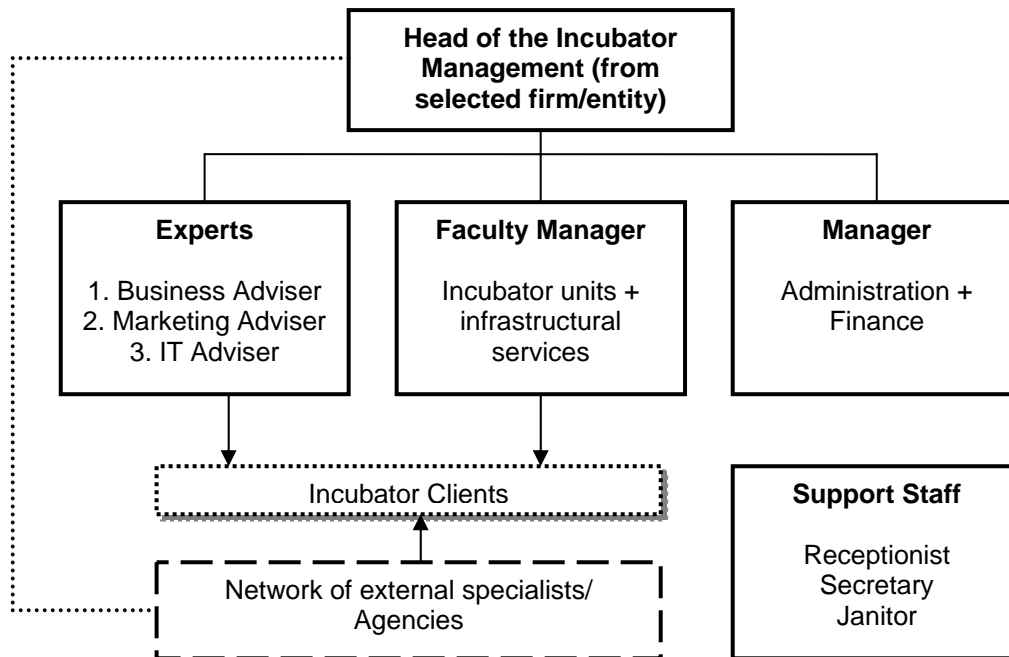 Head of the Incubator
Management (from
selected firm/entity)
Experts
1. Business Adviser
2. Marketing Adviser
3. IT Adviser
Faculty Manager
Incubator units +
infrastructural
services
Manager
Administration +
Finance
Incubator Clients
Network of external specialists/
Agencies
Support Staff
Receptionist
Secretary
Janitor